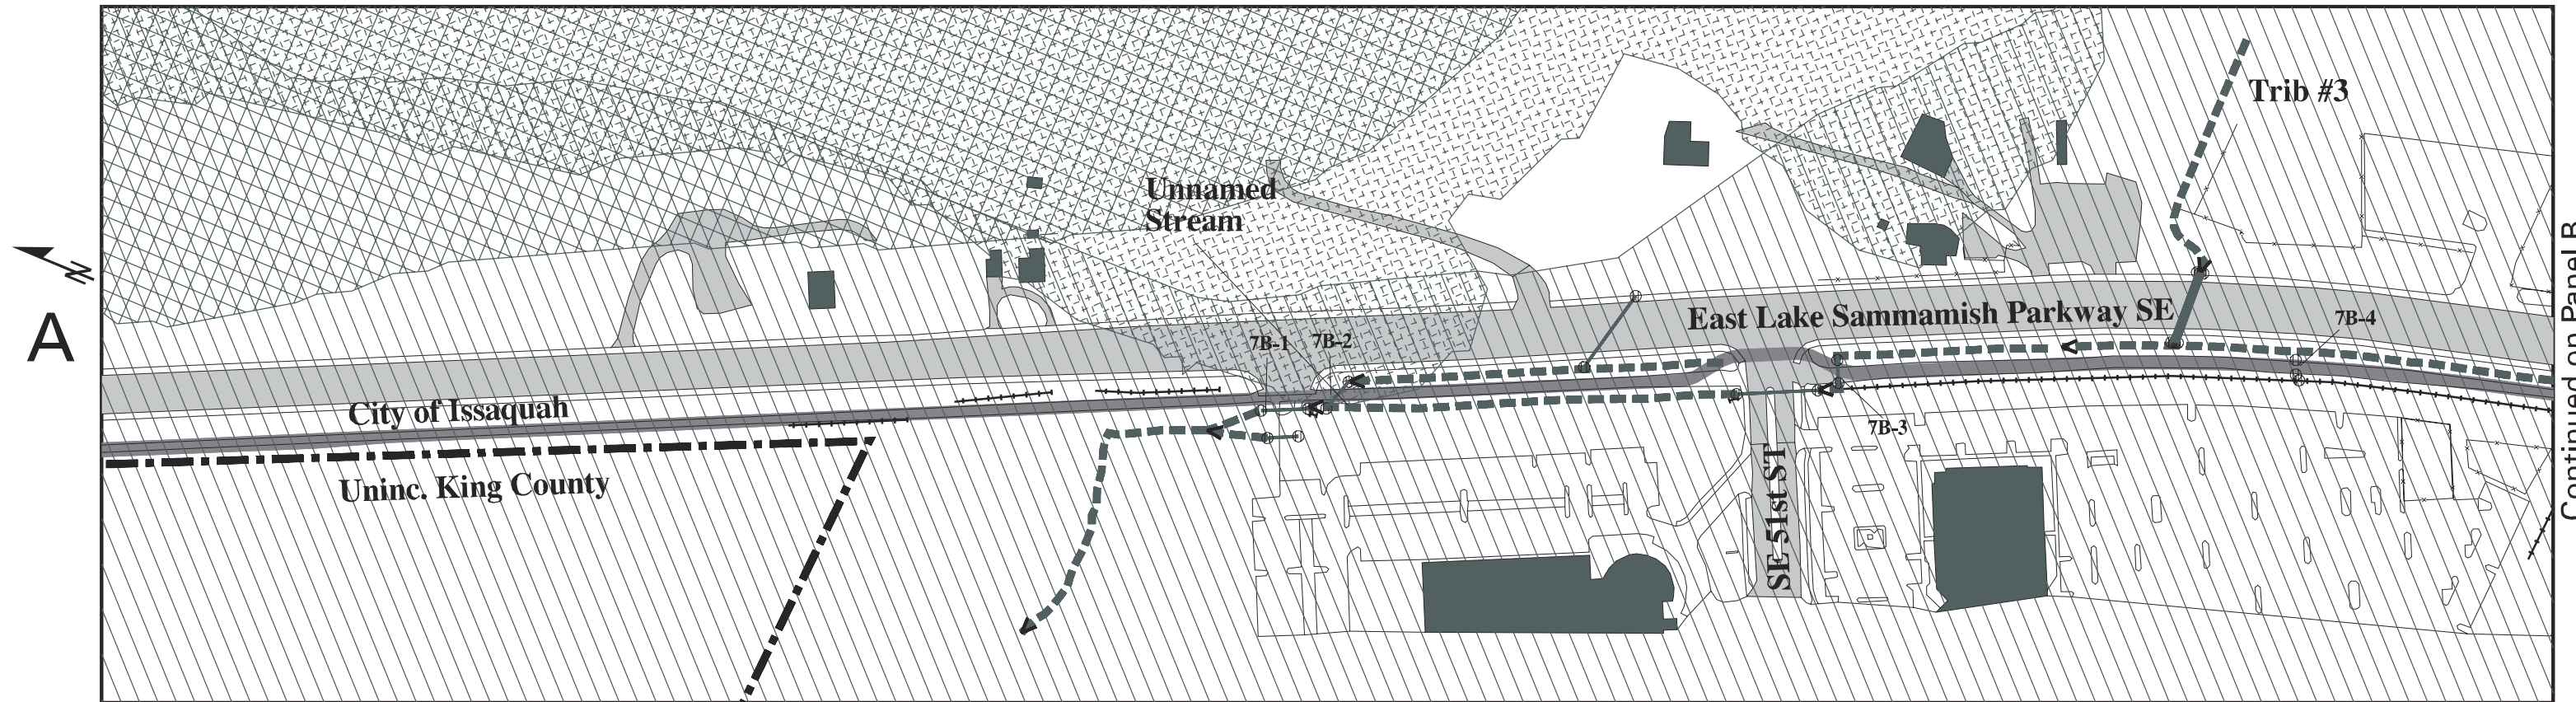 Trib #3
Unnamed
Stream
N
A
East Lake Sammamish Parkway SE
7B-1
7B-2
7B-4
City of Issaquah
7B-3
Uninc. King County
SE 51st ST
Continued on Panel B